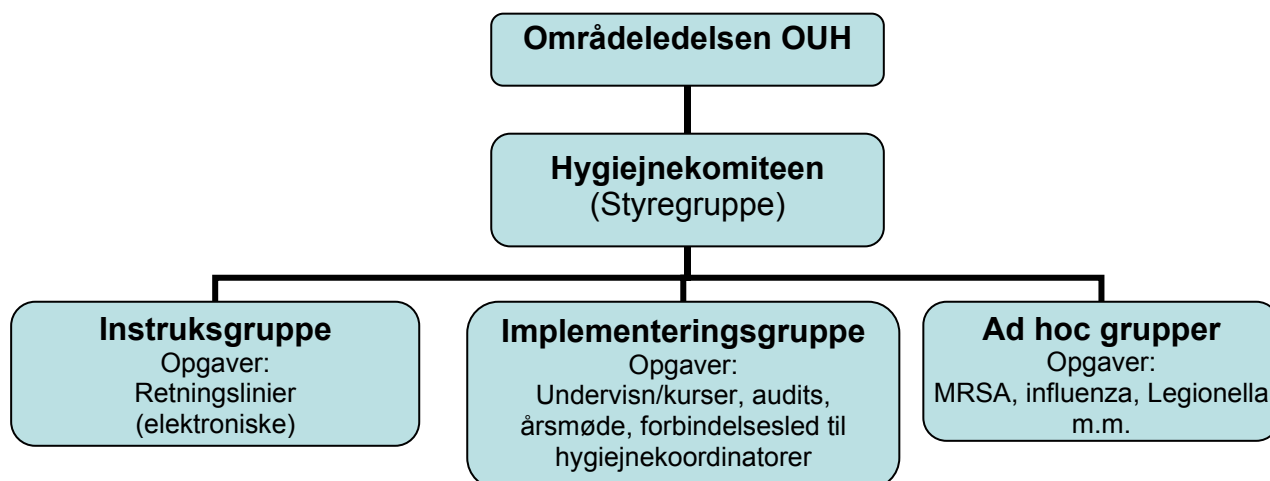 Områdeledelsen OUH
Hygiejnekomiteen
(Styregruppe)
Instruksgruppe
Opgaver:
Retningslinier
(elektroniske)
Implementeringsgruppe
Opgaver:
Undervisn/kurser, audits,
årsmøde, forbindelsesled til
hygiejnekoordinatorer
Ad hoc grupper
Opgaver:
MRSA, influenza, Legionella
m.m.